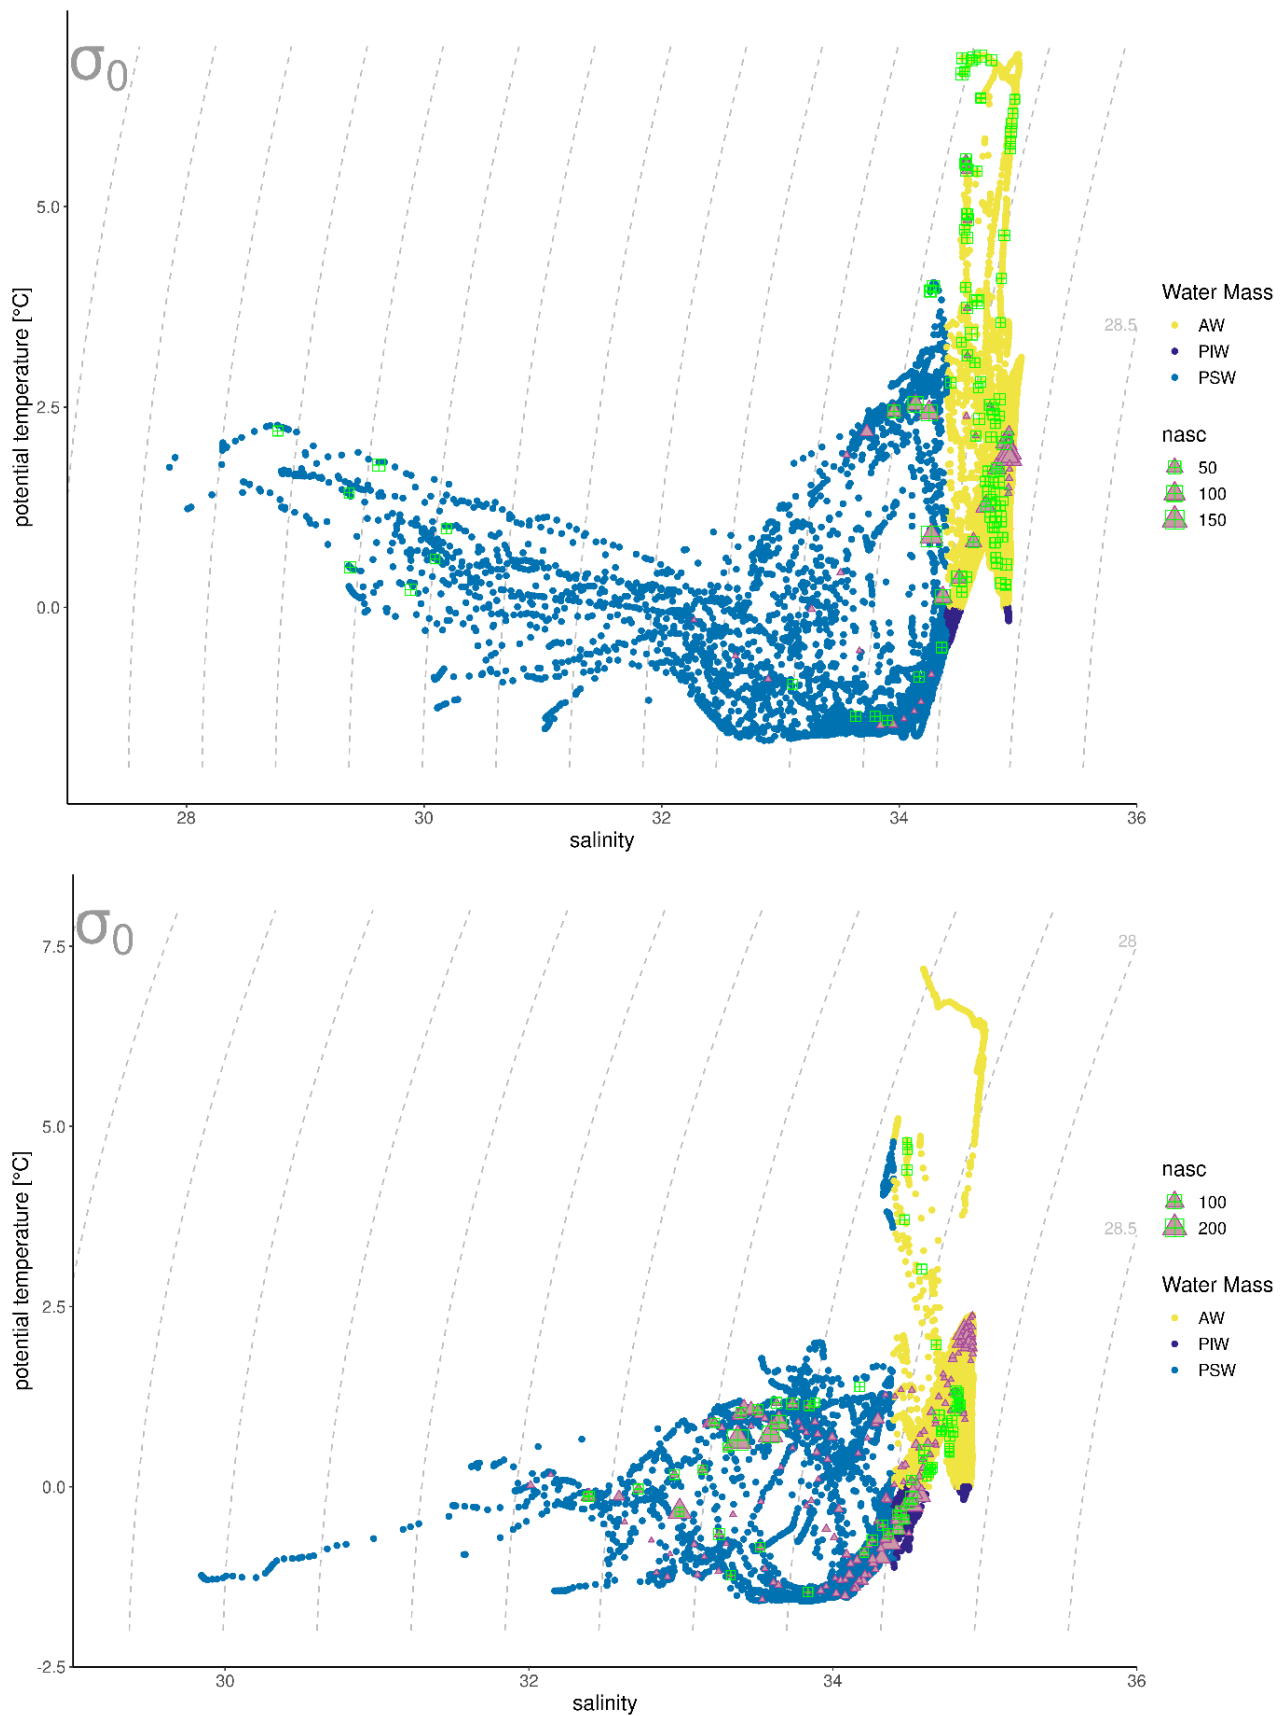 σ0
5.0
2.5
0.0
potential temperature [°C]
28.5
28
30
32
34
36
salinity
Water Mass
AW
PIW
PSW
nasc
50
100
150
σ0
7.5
5.0
2.5
0.0
-2.5
potential temperature [°C]
28
28.5
30
32
34
36
salinity
nasc
100
200
Water Mass
AW
PIW
PSW